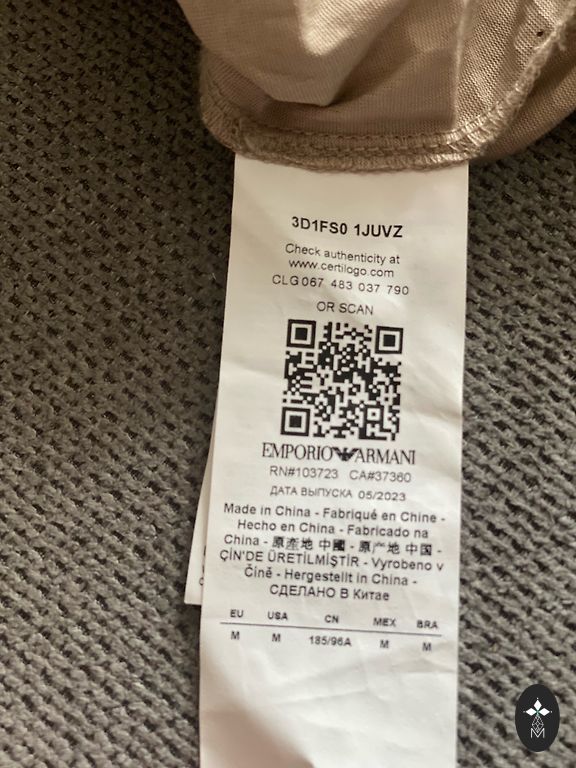 3D1FS0 1JUVZ
Check authenticity at
www.certilogo.com
CLG067 483 037 790
OR SCAN
EMPORIO ARMANI
RN#103723 CA#37360
ДАТА ВЫПУСКА 05/2023
Made in China - Fabriqué en Chine -
Hecho en China - Fabricado na
China - 原產地 中國 - 原产地 中国 -
ÇİN'DE ÜRETİLMİŞTİR - Vyrobeno v
Číně - Hergestellt in China -
СДЕЛАНО В Китае
EU USA CN MEX BRA
M M 185/96A M M
M